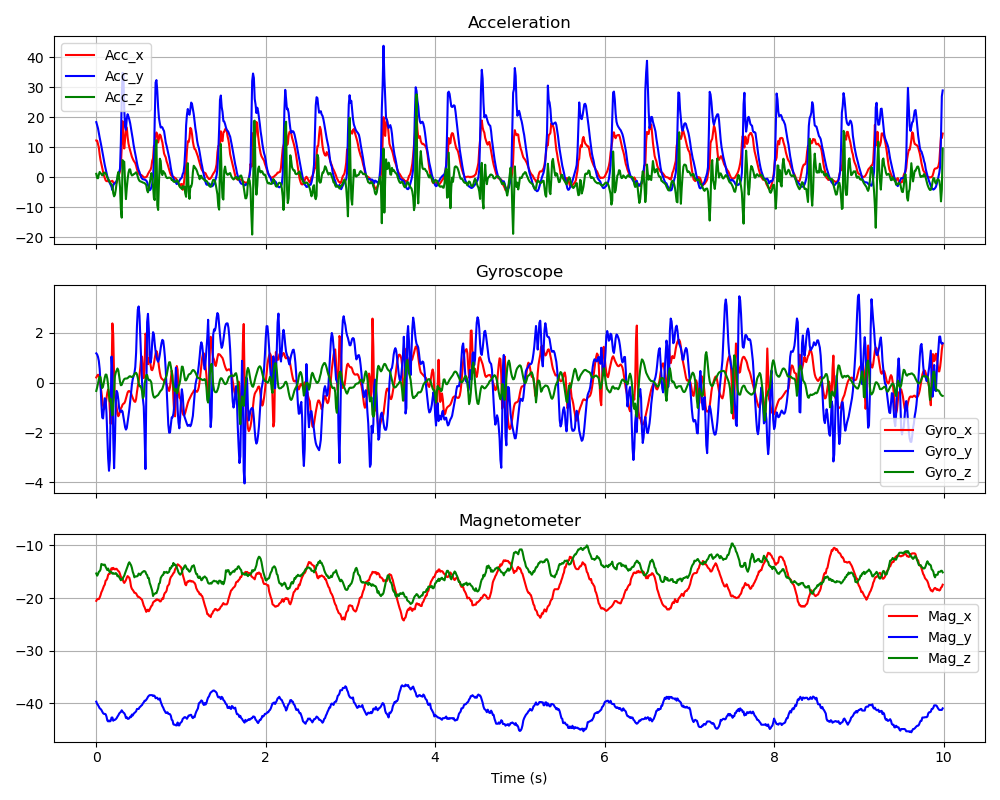 Acceleration
Acc_x
Acc_y
Acc_z
40
30
20
10
0
−10
−20
Gyroscope
2
0
−2
−4
Gyro_x
Gyro_y
Gyro_z
Magnetometer
−10
−20
−30
−40
Mag_x
Mag_y
Mag_z
0 2 4 6 8 10
Time (s)